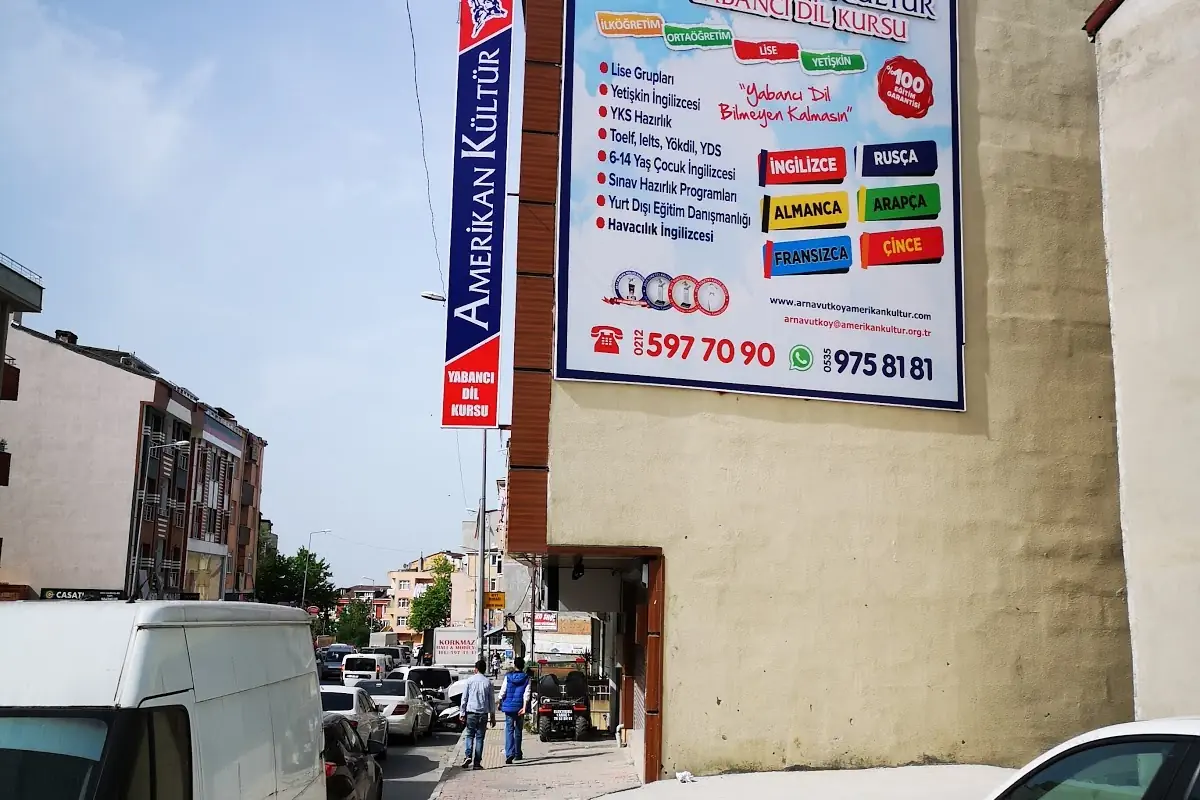 AMERİKAN KÜLTÜR
YABANCI
DİL
KURSU
YABANCI DİL KURSU
İLKÖĞRETİM
ORTAÖĞRETİM
LİSE
YETİŞKİN
Lise Grupları
Yetişkin İngilizcesi
YKS Hazırlık
Toelf, Ielts, Yökdil, YDS
6-14 Yaş Çocuk İngilizcesi
Sınav Hazırlık Programları
Yurt Dışı Eğitim Danışmanlığı
Havacılık İngilizcesi
"Yabancı Dil
Bilmeyen Kalmasın"
%100
EĞİTİM
GARANTİSİ
İNGİLİZCE
RUSÇA
ALMANCA
ARAPÇA
FRANSIZCA
ÇİNCE
www.arnavutkoyamerikankultur.com
arnavutkoy@amerikankultur.org.tr
0212 597 70 90
0535 975 81 81
KORKMAZ